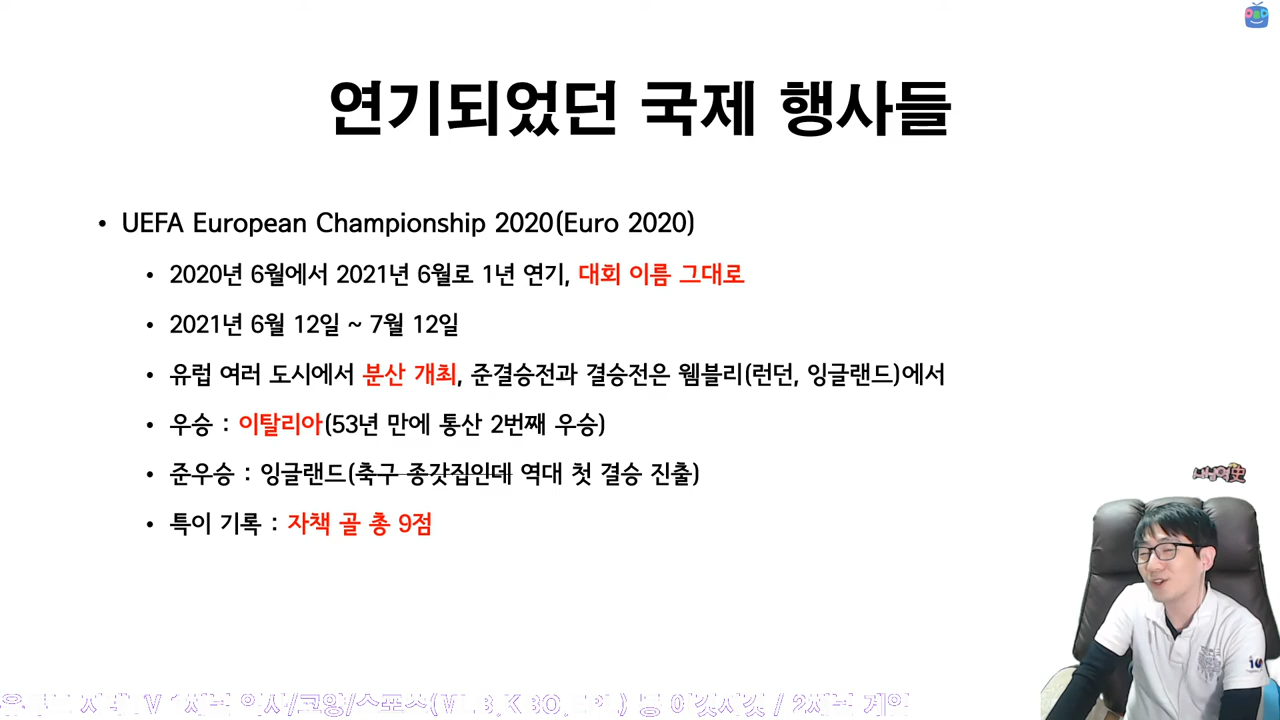 연기되었던 국제 행사들
• UEFA European Championship 2020(Euro 2020)
• 2020년 6월에서 2021년 6월로 1년 연기, 대회 이름 그대로
• 2021년 6월 12일 ~ 7월 12일
• 유럽 여러 도시에서 분산 개최, 준결승전과 결승전은 웸블리(런던, 잉글랜드)에서
• 우승 : 이탈리아(53년 만에 통산 2번째 우승)
• 준우승 : 잉글랜드(축구 종갓집인데 역대 첫 결승 진출)
• 특이 기록 : 자책 골 총 9점